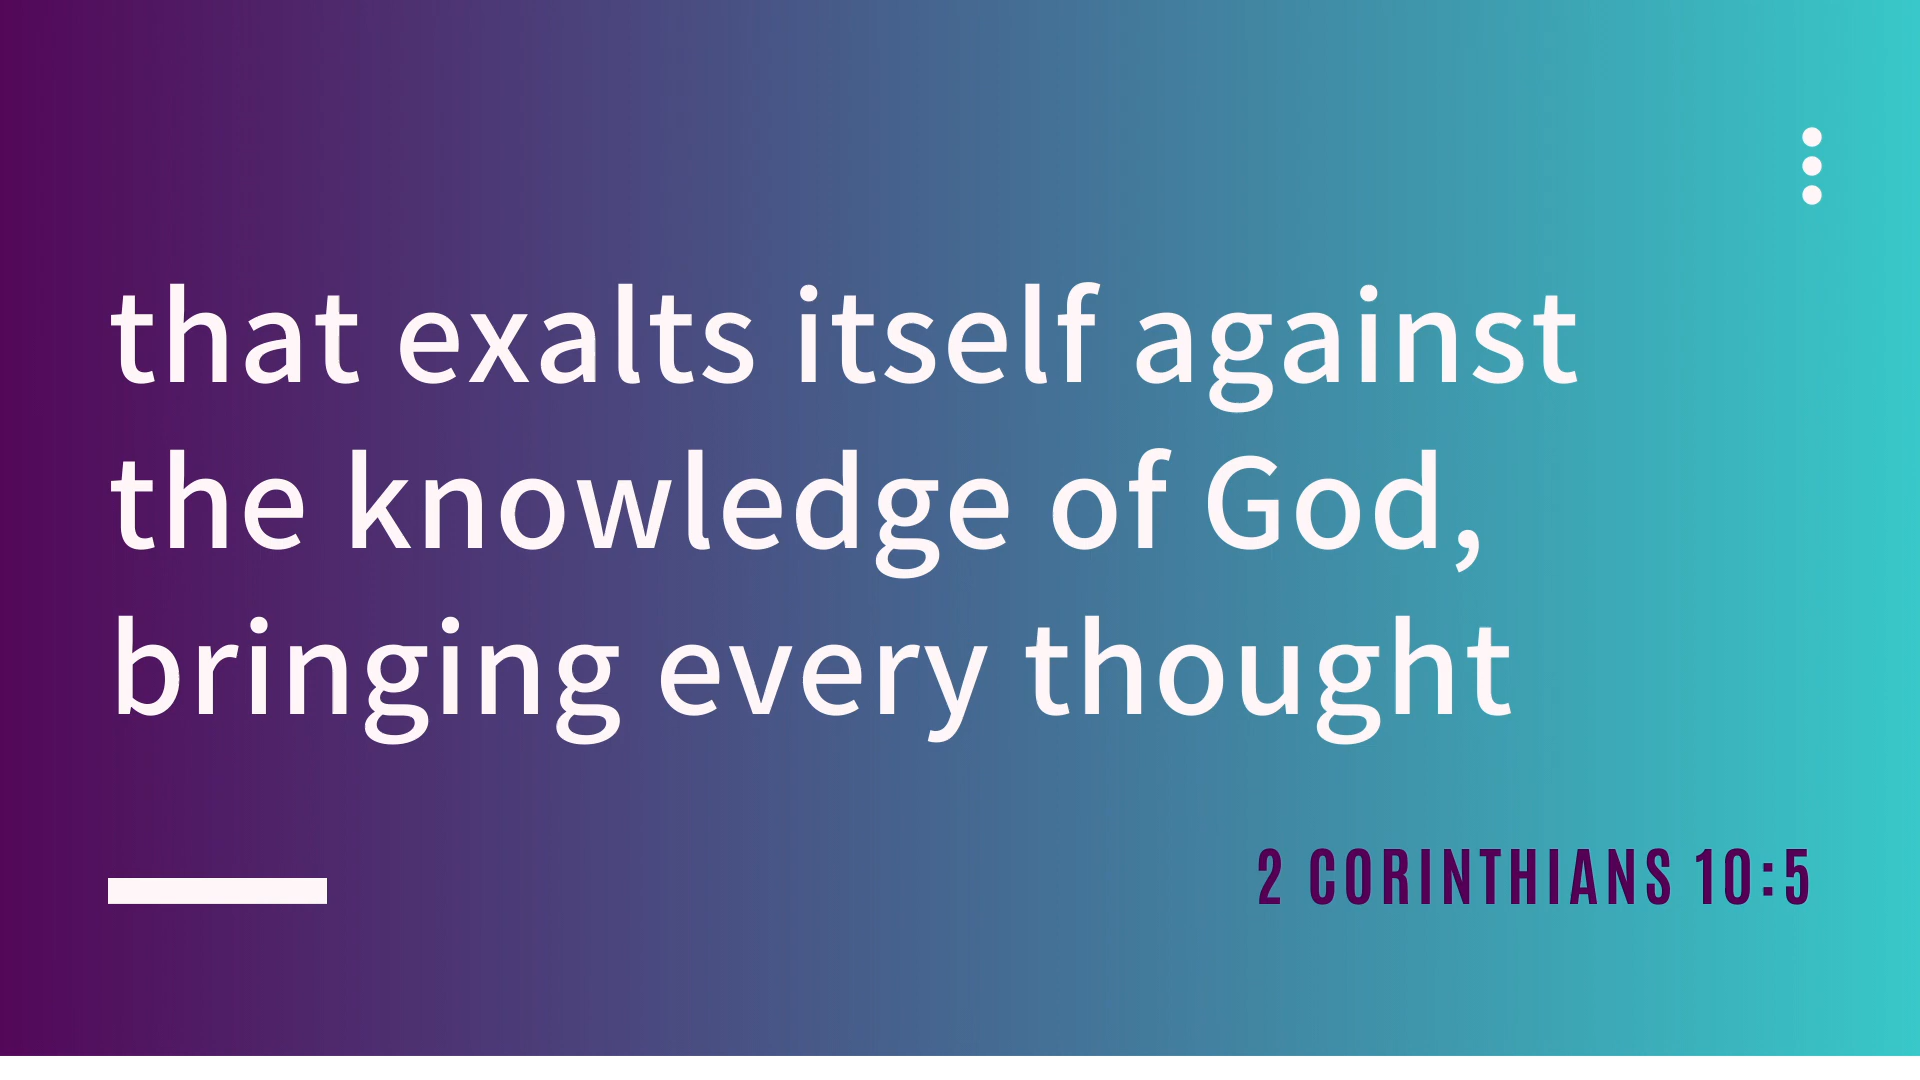 that exalts itself against
the knowledge of God,
bringing every thought
2 CORINTHIANS 10:5